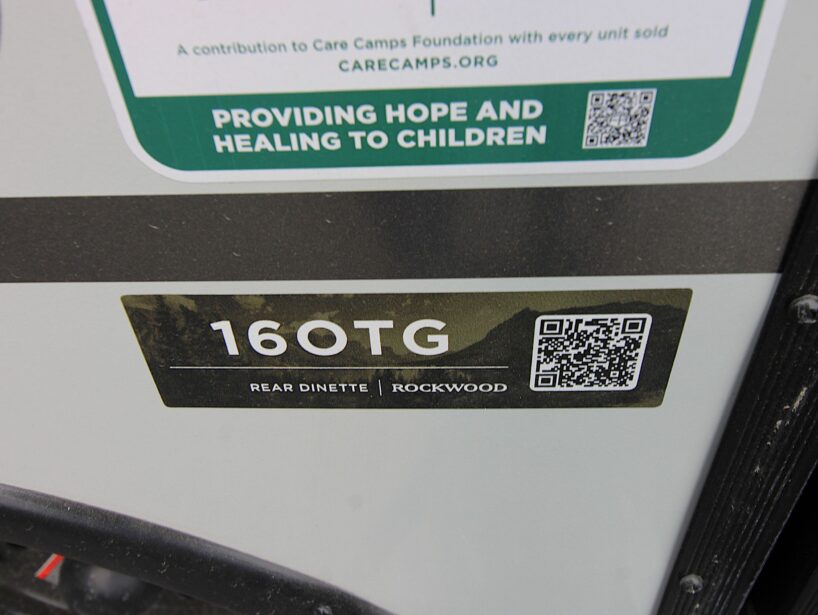 A contribution to Care Camps Foundation with every unit sold
CARECAMPS.ORG
PROVIDING HOPE AND
HEALING TO CHILDREN
16OTG
REAR DINETTE | ROCKWOOD